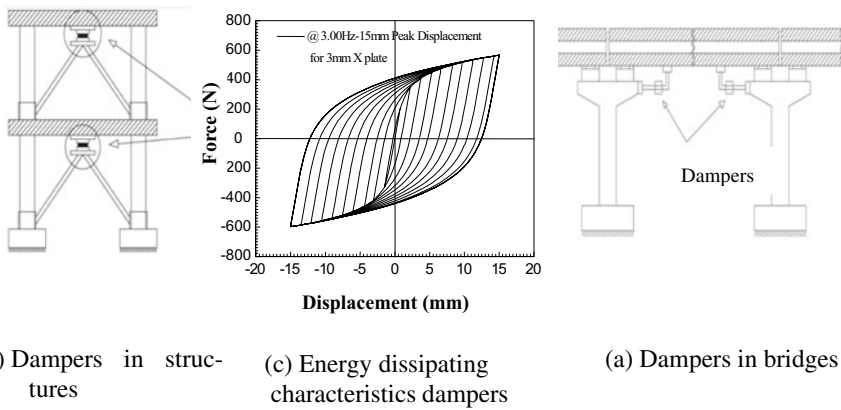 800
600
400
200
0
-200
-400
-600
-800
Force (N)
@ 3.00Hz-15mm Peak Displacement
for 3mm X plate
-20 -15 -10 -5 0 5 10 15 20
Displacement (mm)
Dampers
) Dampers in struc-
tures
(c) Energy dissipating
characteristics dampers
(a) Dampers in bridges